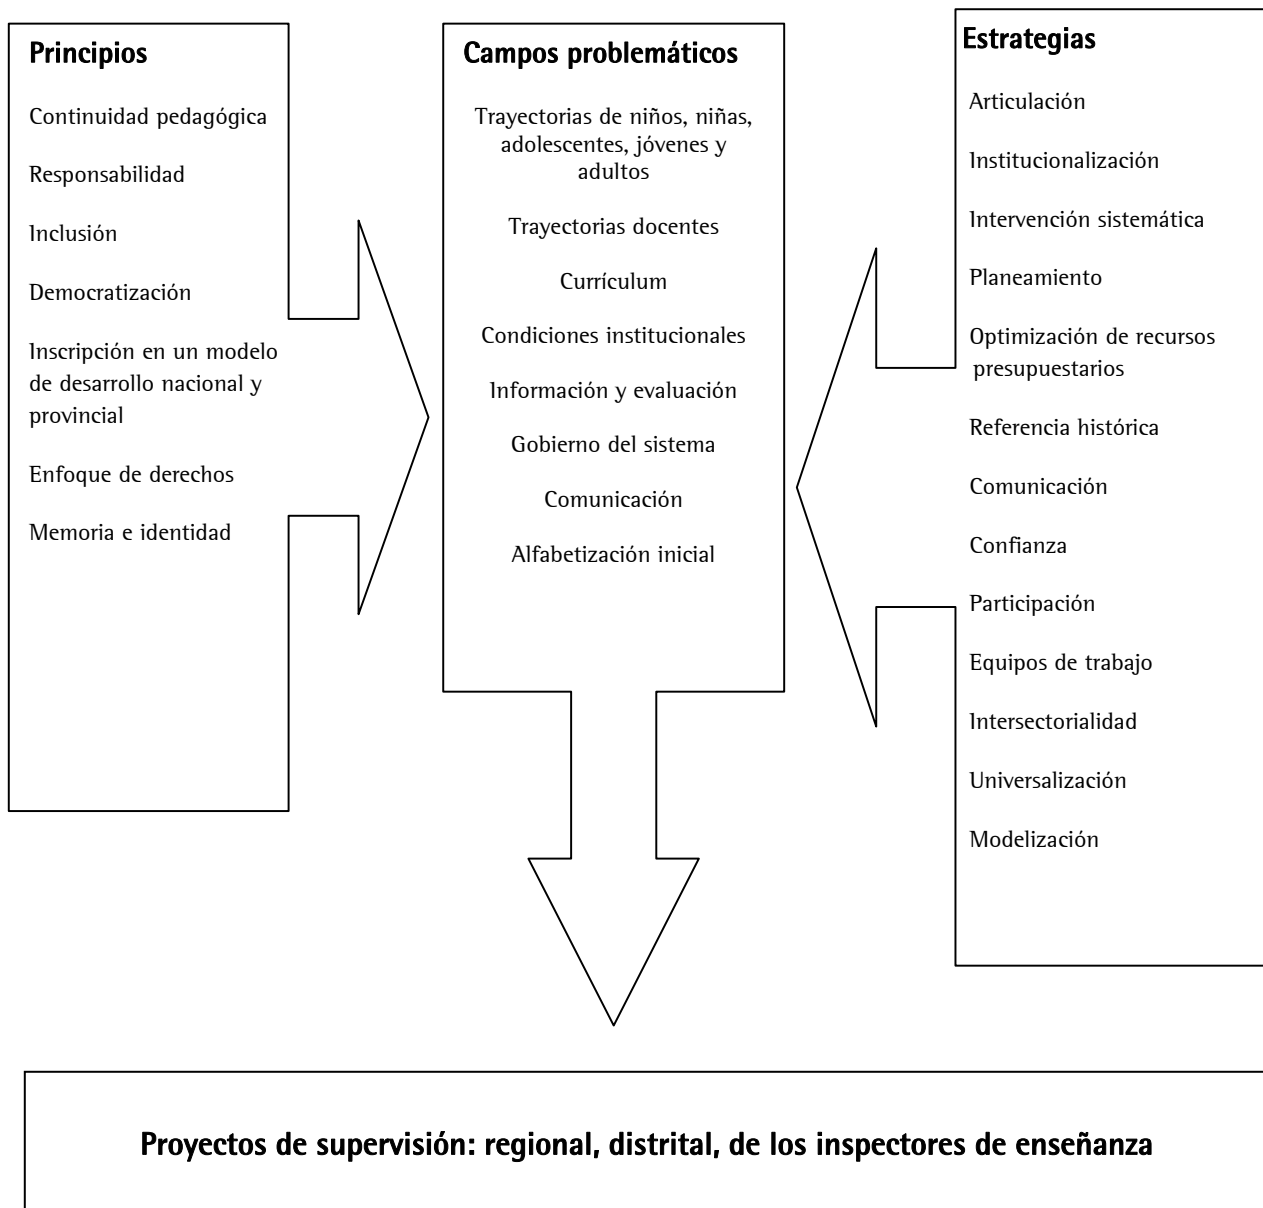 Principios
Continuidad pedagógica
Responsabilidad
Inclusión
Democratización
Inscripción en un modelo
de desarrollo nacional y
provincial
Enfoque de derechos
Memoria e identidad
Campos problemáticos
Trayectorias de niños, niñas,
adolescentes, jóvenes y
adultos
Trayectorias docentes
Currículum
Condiciones institucionales
Información y evaluación
Gobierno del sistema
Comunicación
Alfabetización inicial
Estrategias
Articulación
Institucionalización
Intervención sistemática
Planeamiento
Optimización de recursos
presupuestarios
Referencia histórica
Comunicación
Confianza
Participación
Equipos de trabajo
Intersectorialidad
Universalización
Modelización
Proyectos de supervisión: regional, distrital, de los inspectores de enseñanza